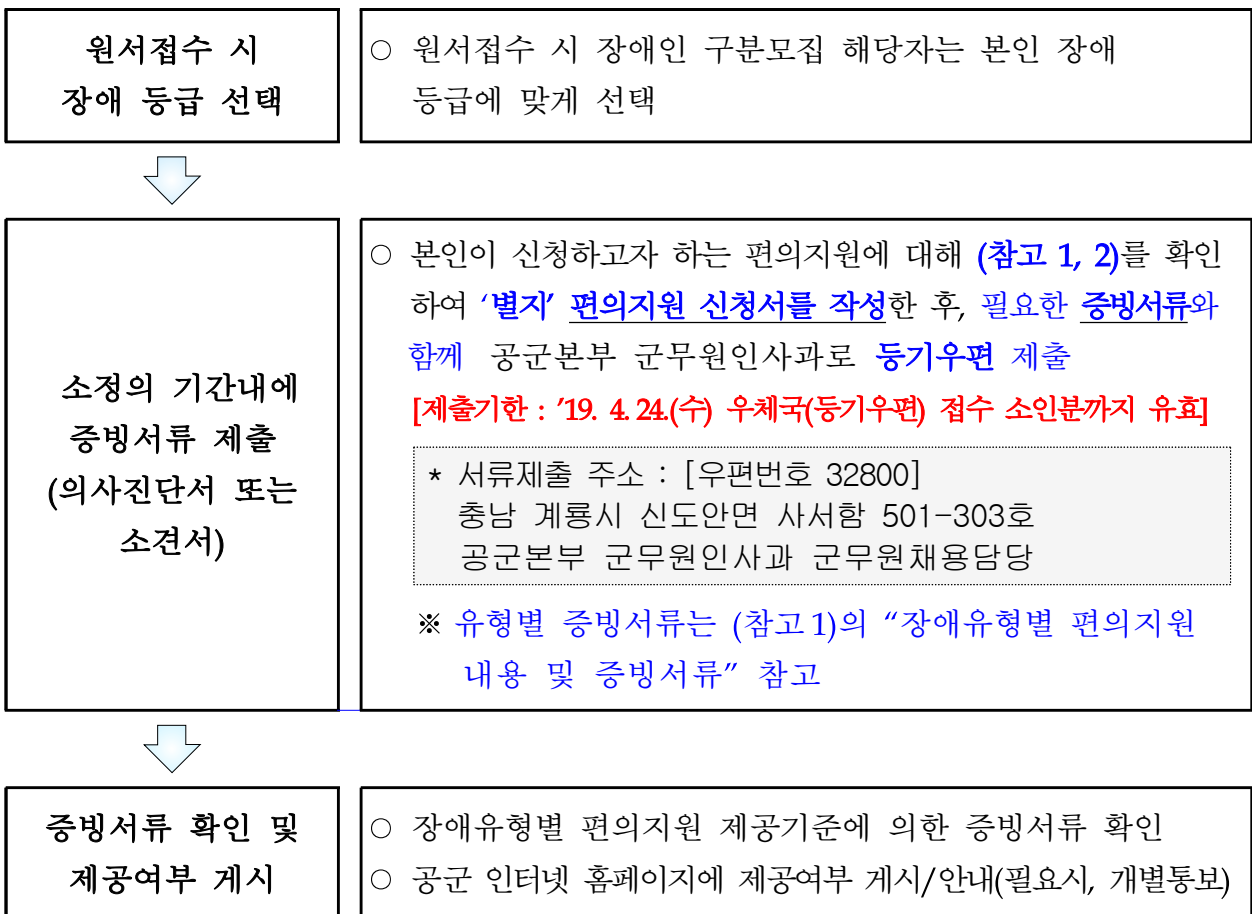 원서접수 시
장애 등급 선택
○ 원서접수 시 장애인 구분모집 해당자는 본인 장애
등급에 맞게 선택
소정의 기간내에
증빙서류 제출
(의사진단서 또는
소견서)
○ 본인이 신청하고자 하는 편의지원에 대해 (참고 1, 2)를 확인
하여 ‘별지’ 편의지원 신청서를 작성한 후, 필요한 증빙서류와
함께 공군본부 군무원인사과로 등기우편 제출
[제출기한 : ’19. 4. 24.(수) 우체국(등기우편) 접수 소인분까지 유효]
* 서류제출 주소 : [우편번호 32800]
충남 계룡시 신도안면 사서함 501-303호
공군본부 군무원인사과 군무원채용담당
※ 유형별 증빙서류는 (참고 1)의 “장애유형별 편의지원
내용 및 증빙서류” 참고
증빙서류 확인 및
제공여부 게시
○ 장애유형별 편의지원 제공기준에 의한 증빙서류 확인
○ 공군 인터넷 홈페이지에 제공여부 게시/안내(필요시, 개별통보)